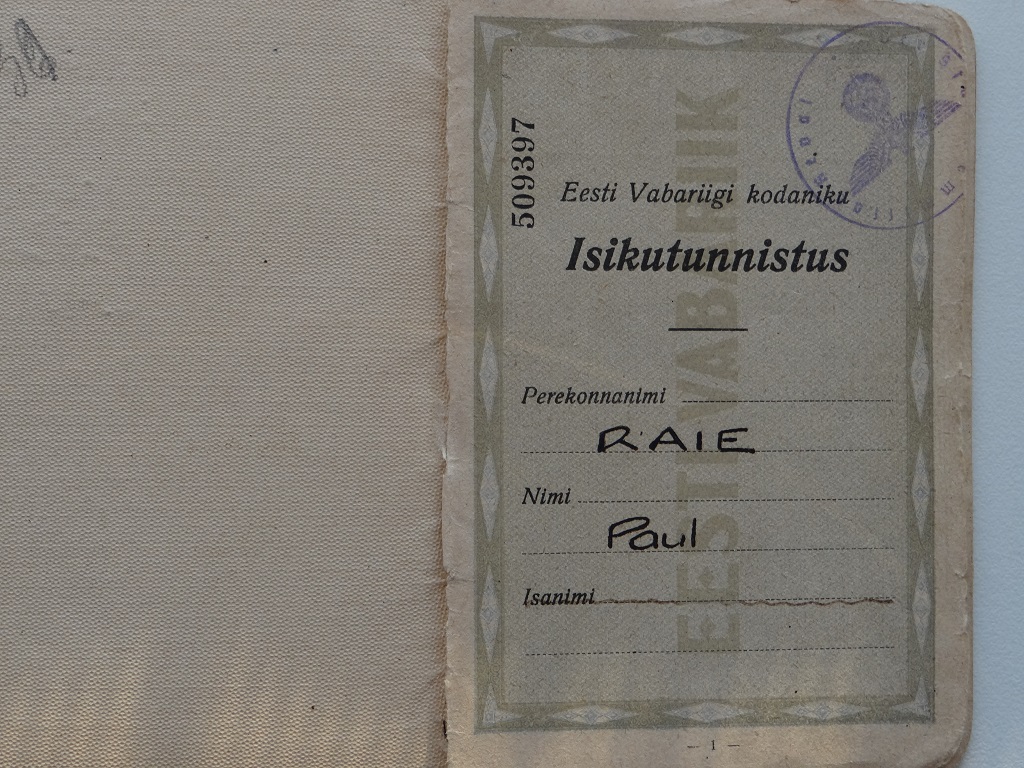 509397
EESTI VABARIIK
Eesti Vabariigi kodaniku
Isikutunnistus
Perekonnanimi
RAIE
Nimi
Paul
Isanimi
— 1 —